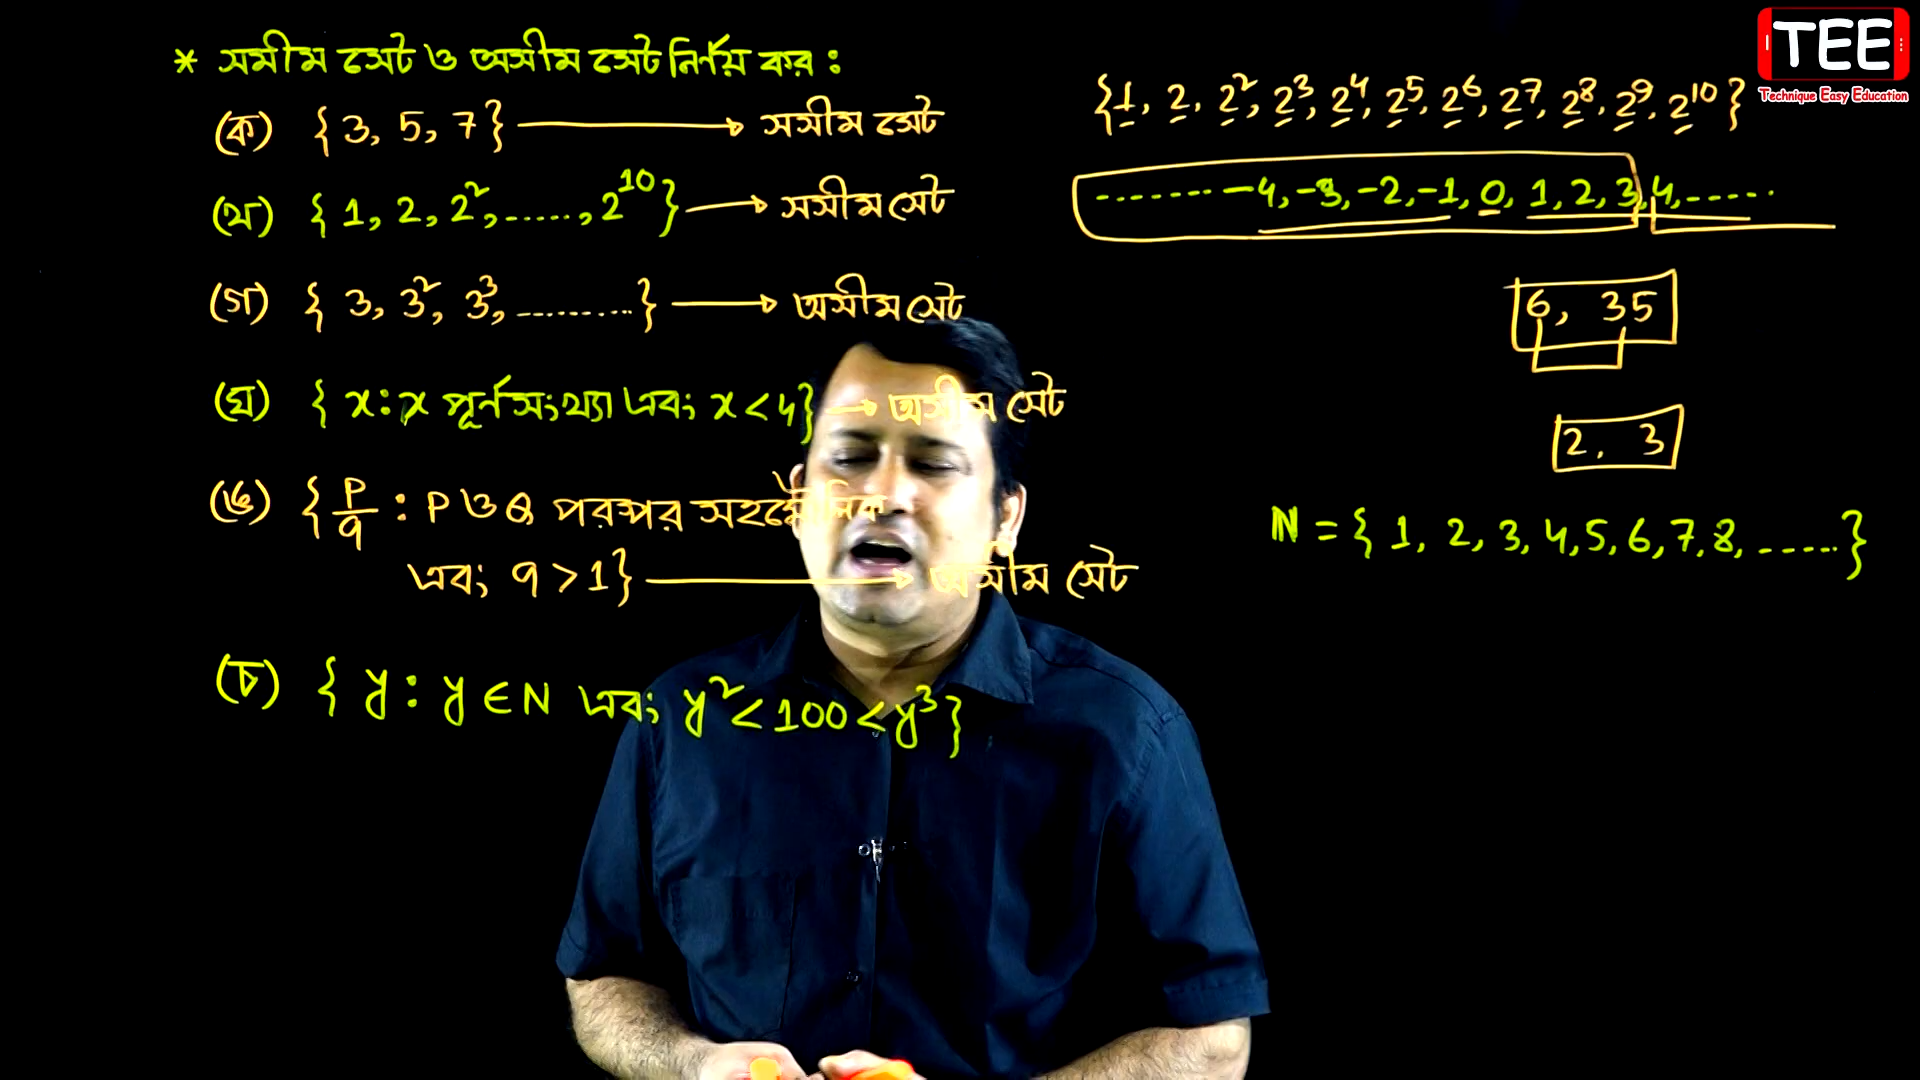 * সসীম সেট ও অসীম সেট নির্ণয় কর :
(ক) {3, 5, 7} → সসীম সেট
(খ) {1, 2, 2², ....., 2¹⁰} → সসীম সেট
(গ) {3, 3², 3³, ..........} → অসীম সেট
(ঘ) {x : x পূর্নসংখ্যা এবং x < 4} → অসীম সেট
(ঙ) {P/q : P ও Q পরস্পর সহমৌলিক
এবং q > 1} → অসীম সেট
(চ) {y : y ∈ N এবং y² < 100 < y³}
TEE
Technique Easy Education
{1, 2, 2², 2³, 2⁴, 2⁵, 2⁶, 2⁷, 2⁸, 2⁹, 2¹⁰}
........ -4, -3, -2, -1, 0, 1, 2, 3, 4, ......
6, 35
2, 3
N = {1, 2, 3, 4, 5, 6, 7, 8, ......}